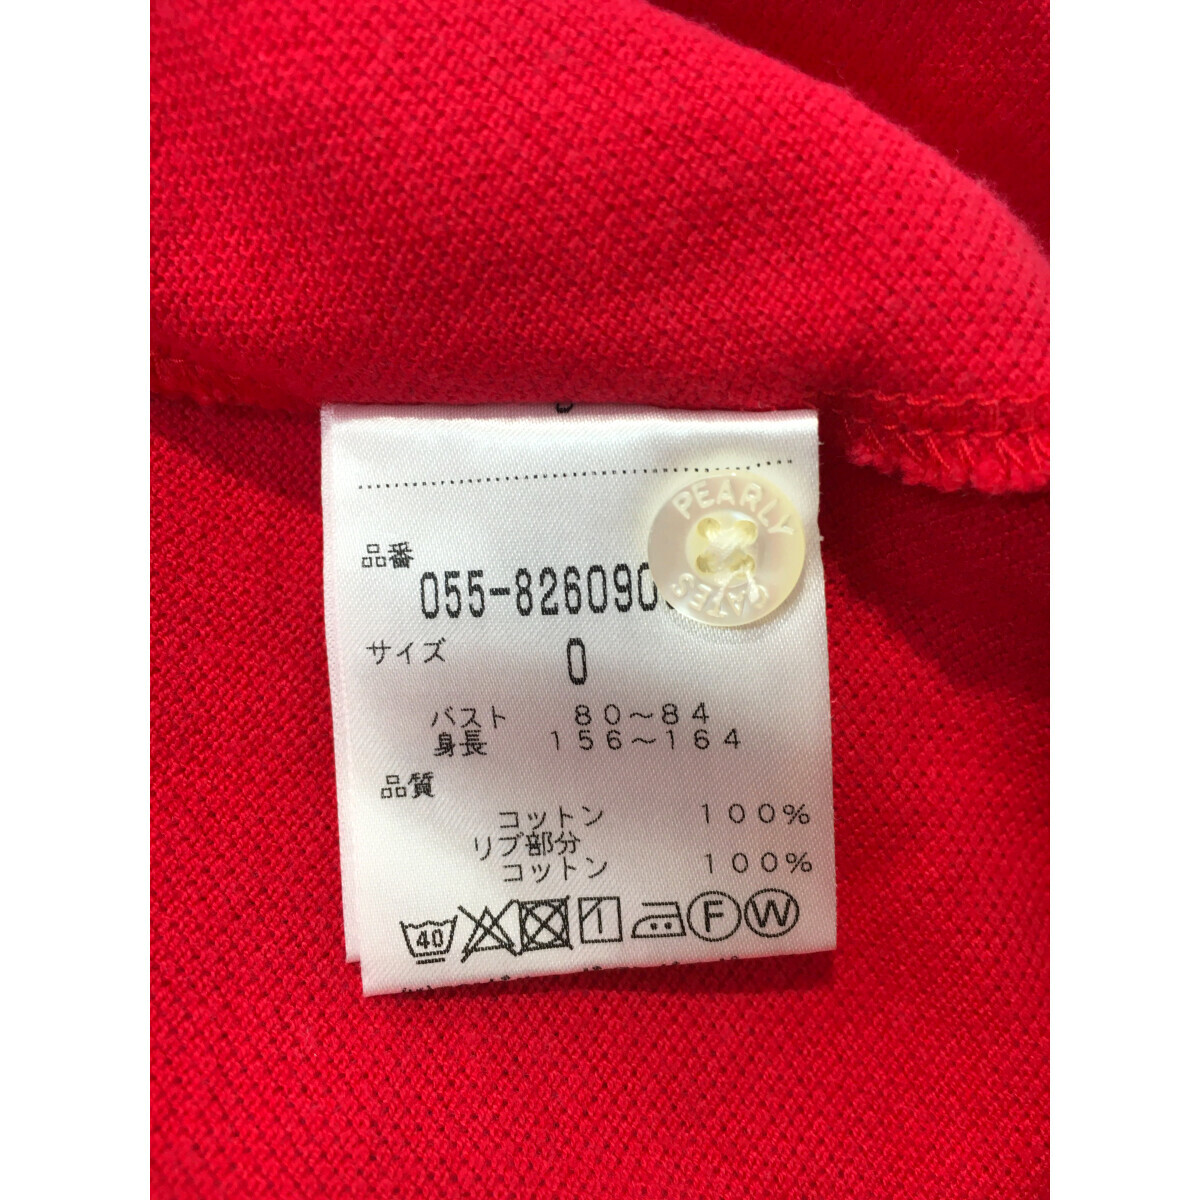 PEARLY
GATES
品番
055-826090
サイズ 0
バスト 80～84
身長 156～164
品質
コットン 100%
リブ部分
コットン 100%
40 F W